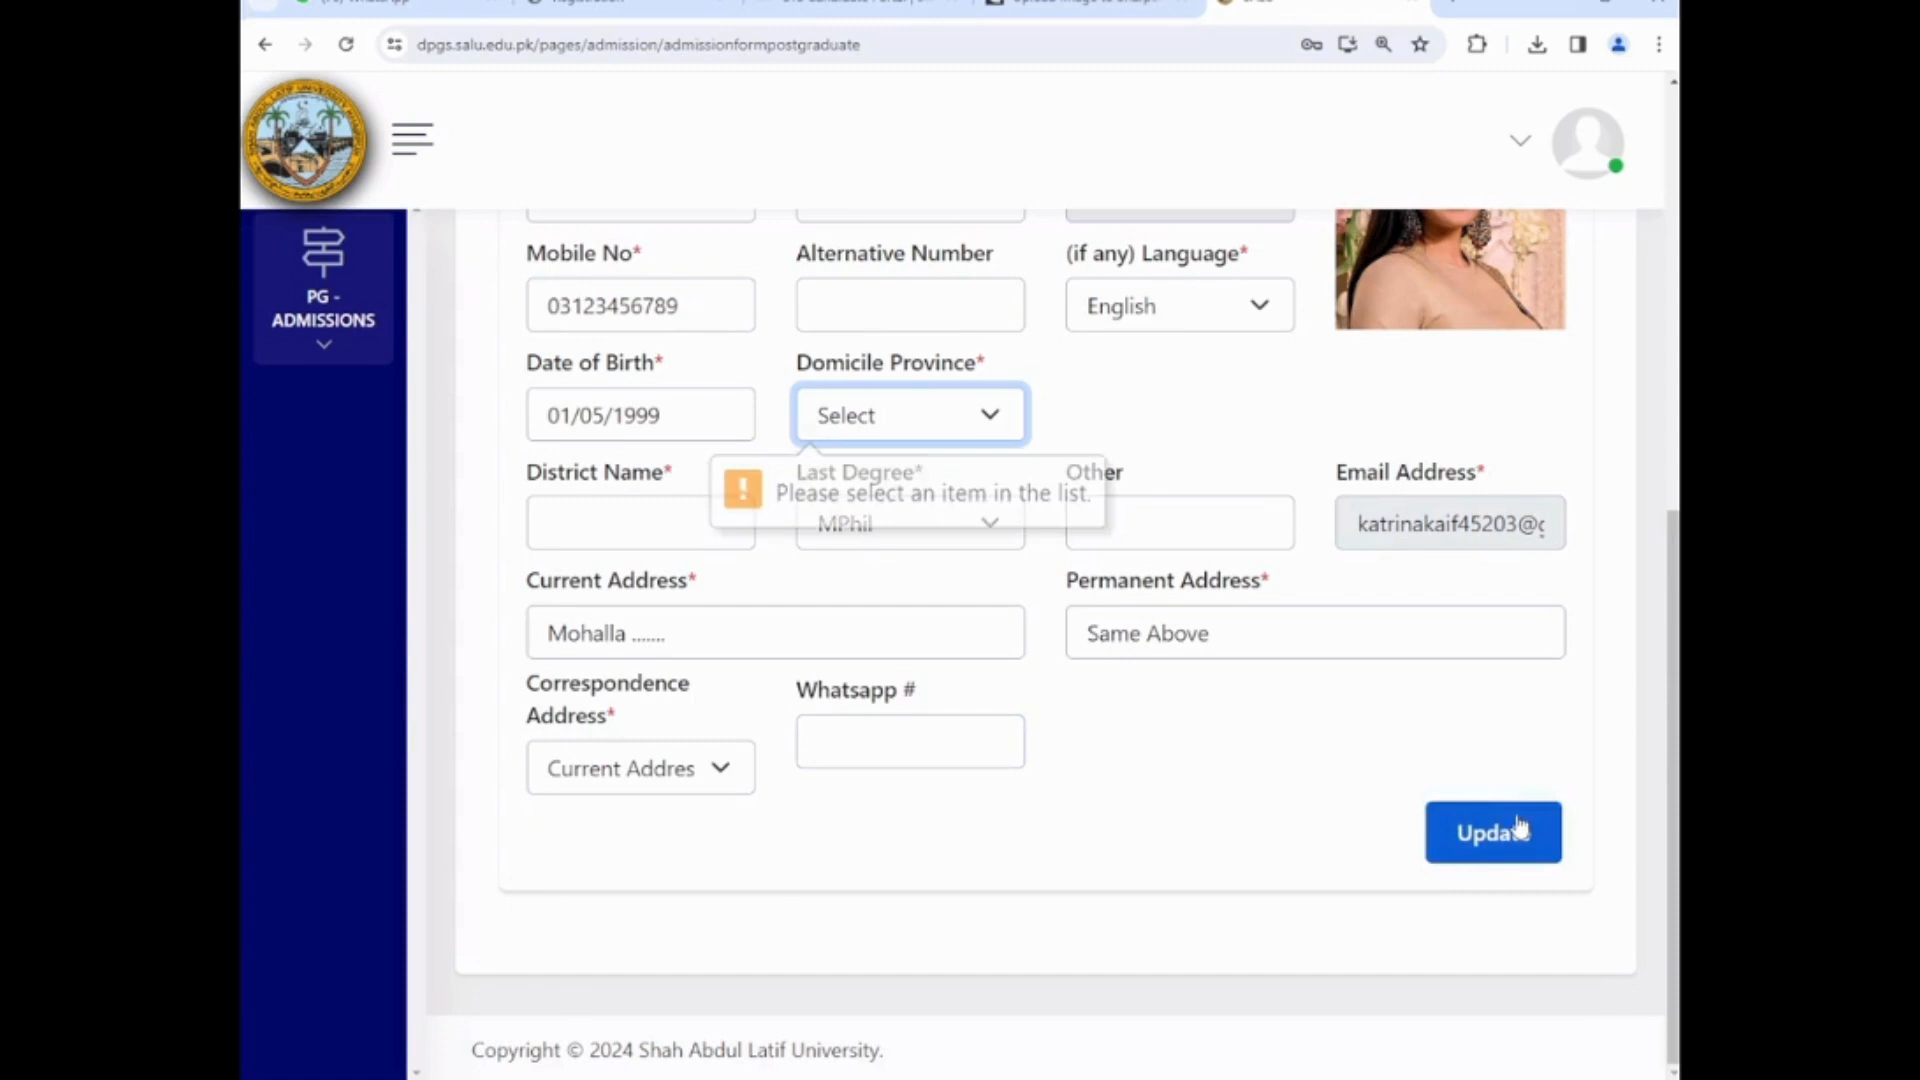 dpgs.salu.edu.pk/pages/admission/admissionformpostgraduate
PG -
ADMISSIONS
Mobile No*
Alternative Number
(if any) Language*
03123456789
English
Date of Birth*
Domicile Province*
01/05/1999
Select
District Name*
Last Degree*
Other
Email Address*
Please select an item in the list.
MPhil
katrinakaif45203@g
Current Address*
Permanent Address*
Mohalla .......
Same Above
Correspondence
Address*
Whatsapp #
Current Addres
Update
Copyright © 2024 Shah Abdul Latif University.